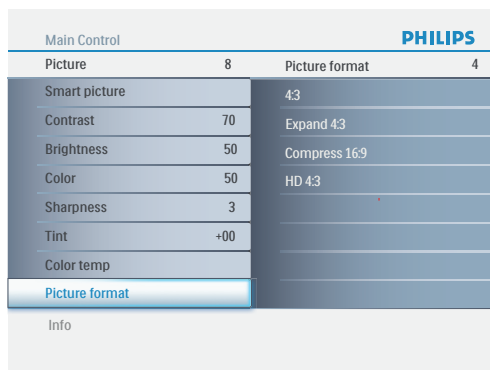 Main Control
PHILIPS
Picture 8
Smart picture
Contrast 70
Brightness 50
Color 50
Sharpness 3
Tint +00
Color temp
Picture format
Info
Picture format 4
4:3
Expand 4:3
Compress 16:9
HD 4:3